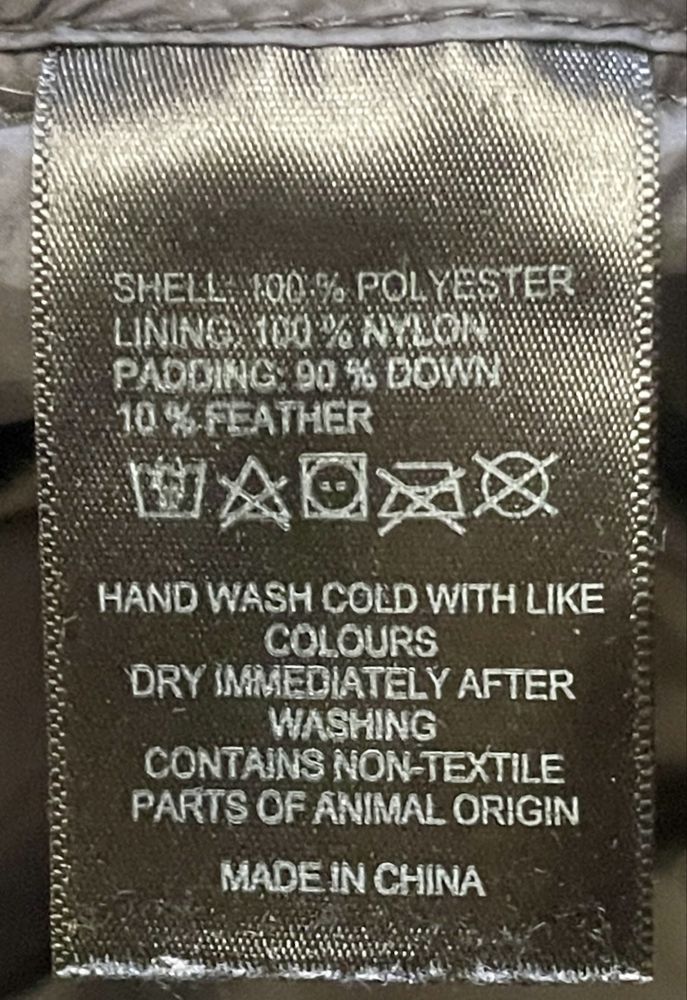 SHELL: 100 % POLYESTER
LINING: 100 % NYLON
PADDING: 90 % DOWN
10 % FEATHER
HAND WASH COLD WITH LIKE
COLOURS
DRY IMMEDIATELY AFTER
WASHING
CONTAINS NON-TEXTILE
PARTS OF ANIMAL ORIGIN
MADE IN CHINA